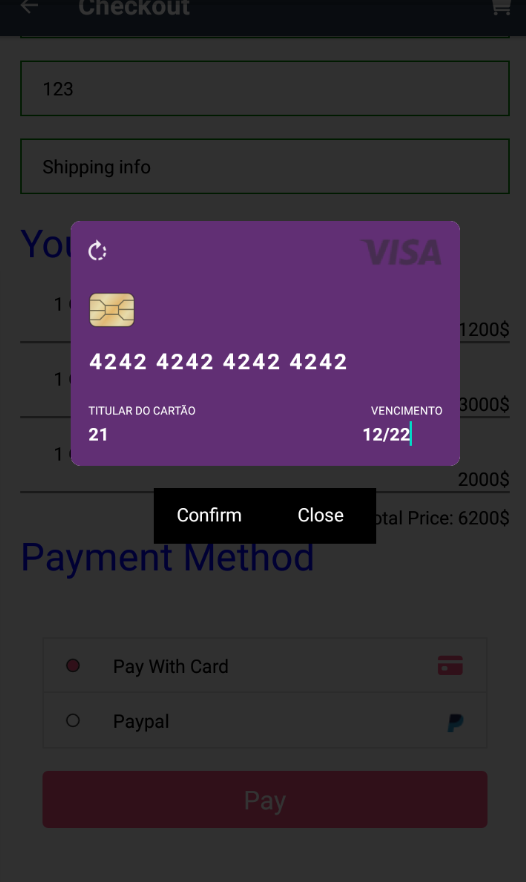 Checkout
123
Shipping info
You
VISA
4242 4242 4242 4242
TITULAR DO CARTÃO
VENCIMENTO
21
12/22
1
1200$
1
3000$
1
2000$
Confirm
Close
otal Price: 6200$
Payment Method
Pay With Card
Paypal
Pay